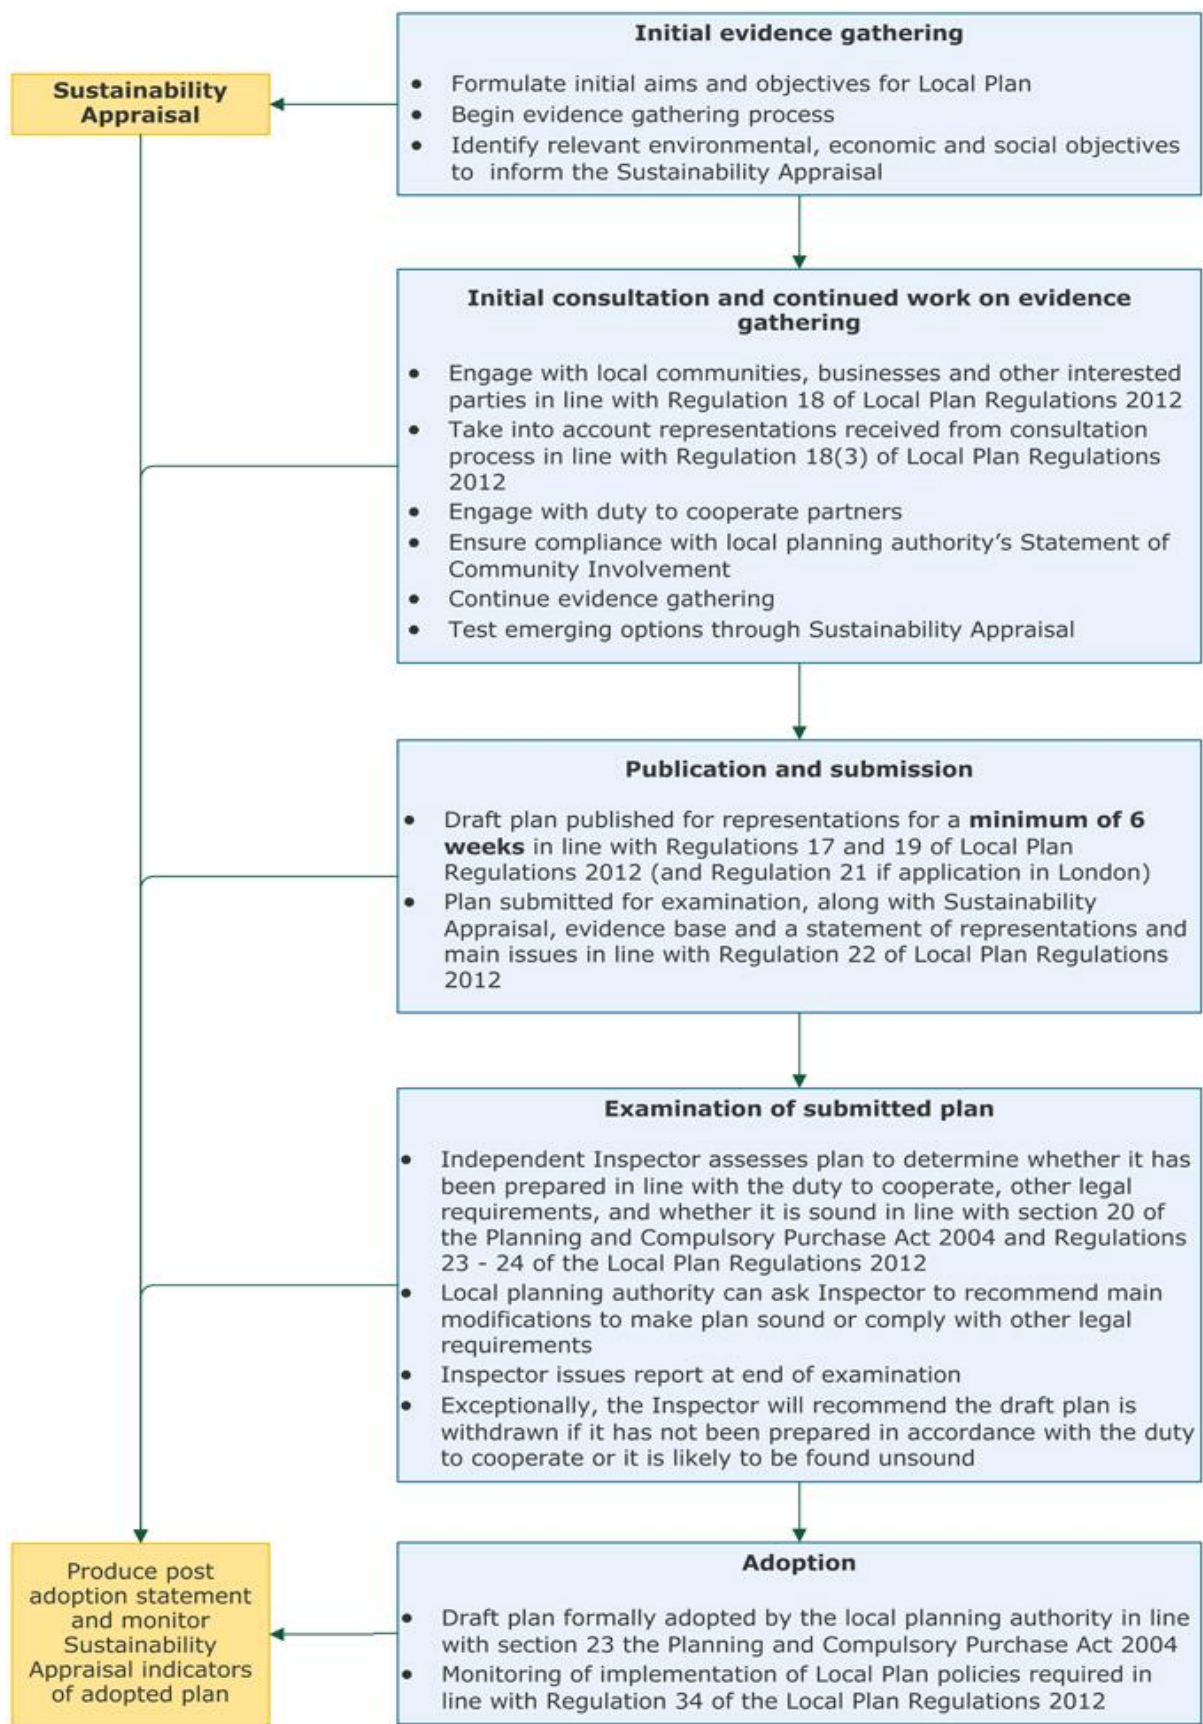 Initial evidence gathering
• Formulate initial aims and objectives for Local Plan
• Begin evidence gathering process
• Identify relevant environmental, economic and social objectives
to inform the Sustainability Appraisal
Sustainability
Appraisal
Initial consultation and continued work on evidence
gathering
• Engage with local communities, businesses and other interested
parties in line with Regulation 18 of Local Plan Regulations 2012
• Take into account representations received from consultation
process in line with Regulation 18(3) of Local Plan Regulations
2012
• Engage with duty to cooperate partners
• Ensure compliance with local planning authority’s Statement of
Community Involvement
• Continue evidence gathering
• Test emerging options through Sustainability Appraisal
Publication and submission
• Draft plan published for representations for a minimum of 6
weeks in line with Regulations 17 and 19 of Local Plan
Regulations 2012 (and Regulation 21 if application in London)
• Plan submitted for examination, along with Sustainability
Appraisal, evidence base and a statement of representations and
main issues in line with Regulation 22 of Local Plan Regulations
2012
Examination of submitted plan
• Independent Inspector assesses plan to determine whether it has
been prepared in line with the duty to cooperate, other legal
requirements, and whether it is sound in line with section 20 of
the Planning and Compulsory Purchase Act 2004 and Regulations
23 - 24 of the Local Plan Regulations 2012
• Local planning authority can ask Inspector to recommend main
modifications to make plan sound or comply with other legal
requirements
• Inspector issues report at end of examination
• Exceptionally, the Inspector will recommend the draft plan is
withdrawn if it has not been prepared in accordance with the duty
to cooperate or it is likely to be found unsound
Adoption
• Draft plan formally adopted by the local planning authority in line
with section 23 the Planning and Compulsory Purchase Act 2004
• Monitoring of implementation of Local Plan policies required in
line with Regulation 34 of the Local Plan Regulations 2012
Produce post
adoption statement
and monitor
Sustainability
Appraisal indicators
of adopted plan